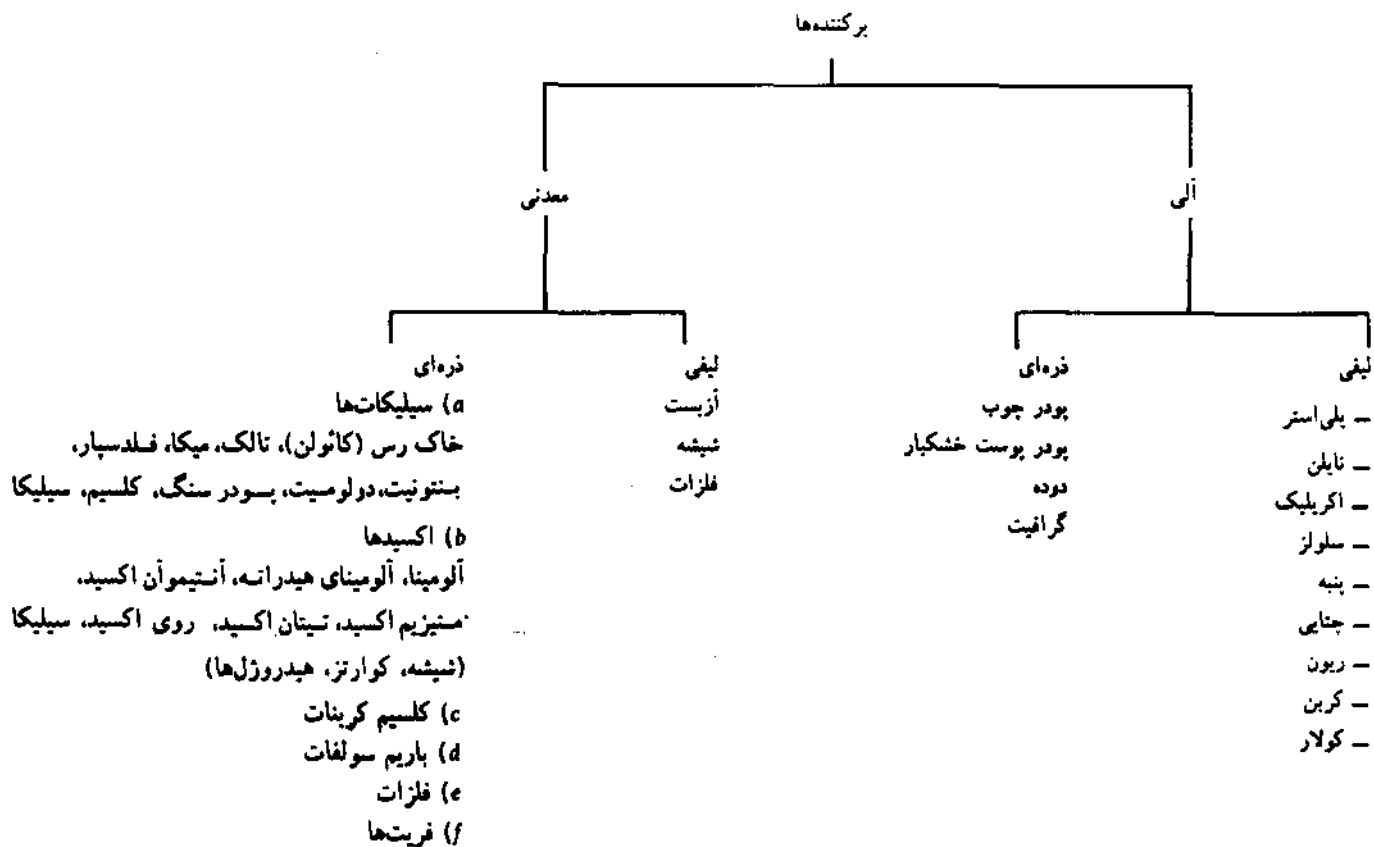 پرکننده‌ها
آلی
معدنی
لیفی
– پلی‌استر
– نایلن
– اکریلیک
– سلولز
– پنبه
– چتایی
– ریون
– کربن
– کولار
ذره‌ای
پودر چوب
پودر پوست خشکبار
دوده
گرافیت
لیفی
آزبست
شیشه
فلزات
ذره‌ای
a) سیلیکات‌ها
خاک رس (کائولن)، تالک، میکا، فلدسپار،
بنتونیت، دولومیت، پودر سنگ، کلسیم، سیلیکا
b) اکسیدها
آلومینا، آلومینای هیدراته، آنتیموآن اکسید،
منیزیم اکسید، تیتان اکسید، روی اکسید، سیلیکا
(شیشه، کوارتز، هیدروژل‌ها)
c) کلسیم کربنات
d) باریم سولفات
e) فلزات
f) فریت‌ها